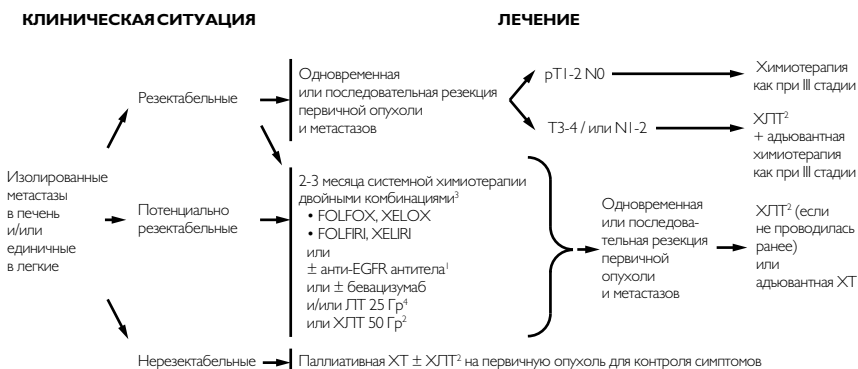 КЛИНИЧЕСКАЯ СИТУАЦИЯ
ЛЕЧЕНИЕ
Изолированные
метастазы
в печень
и/или
единичные
в легкие
Резектабельные
Одновременная
или последовательная резекция
первичной опухоли
и метастазов
pT1-2 N0
Химиотерапия
как при III стадии
T3-4 / или N1-2
ХЛТ²
+ адьювантная
химиотерапия
как при III стадии
Потенциально
резектабельные
2-3 месяца системной химиотерапии
двойными комбинациями³
• FOLFOX, XELOX
• FOLFIRI, XELIRI
или
± анти-EGFR антитела¹
или ± бевацизумаб
и/или ЛТ 25 Гр⁴
или ХЛТ 50 Гр²
Одновременная
или последова-
тельная резекция
первичной
опухоли
и метастазов
ХЛТ² (если
не проводилась
ранее)
или
адьювантная ХТ
Нерезектабельные
Паллиативная ХТ ± ХЛТ² на первичную опухоль для контроля симптомов